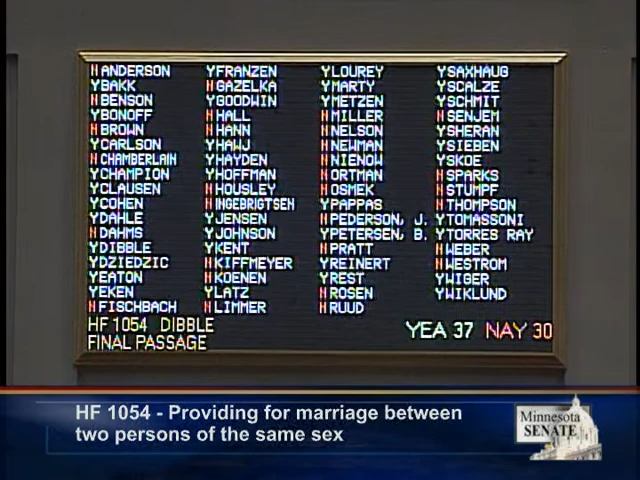 N ANDERSON Y FRANZEN Y LOUREY Y SAXHAUG
Y BAKK N GAZELKA Y MARTY Y SCALZE
N BENSON Y GOODWIN Y METZEN Y SCHMIT
Y BONOFF N HALL N MILLER N SENJEM
N BROWN N HANN N NELSON Y SHERAN
Y CARLSON Y HAWJ N NEWMAN Y SIEBEN
N CHAMBERLAIN Y HAYDEN N NIENOW Y SKOE
Y CHAMPION Y HOFFMAN N ORTMAN N SPARKS
Y CLAUSEN N HOUSLEY N OSMEK N STUMPF
Y COHEN N INGEBRIGTSEN Y PAPPAS N THOMPSON
Y DAHLE Y JENSEN N PEDERSON, J. Y TOMASSONI
N DAHMS Y JOHNSON Y PETERSEN, B. Y TORRES RAY
Y DIBBLE Y KENT N PRATT N WEBER
Y DZIEDZIC N KIFFMEYER Y REINERT N WESTROM
Y EATON N KOENEN Y REST Y WIGER
Y EKEN Y LATZ N ROSEN Y WIKLUND
N FISCHBACH N LIMMER N RUUD
HF 1054 DIBBLE YEA 37 NAY 30
FINAL PASSAGE
HF 1054 - Providing for marriage between
two persons of the same sex
Minnesota
SENATE